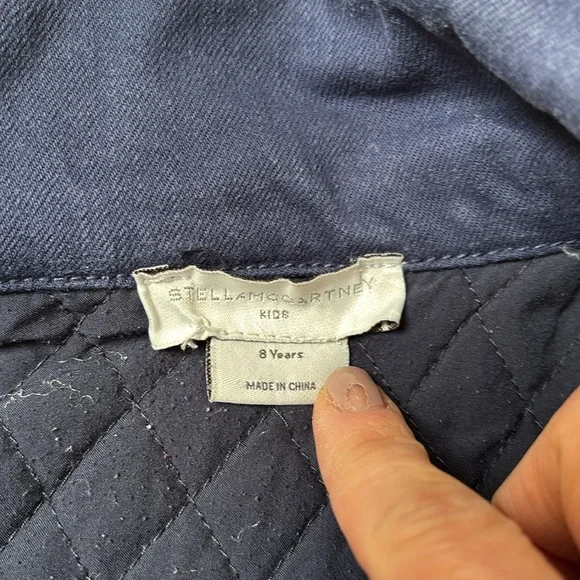 STELLAMCCARTNEY
KIDS
8 Years
MADE IN CHINA